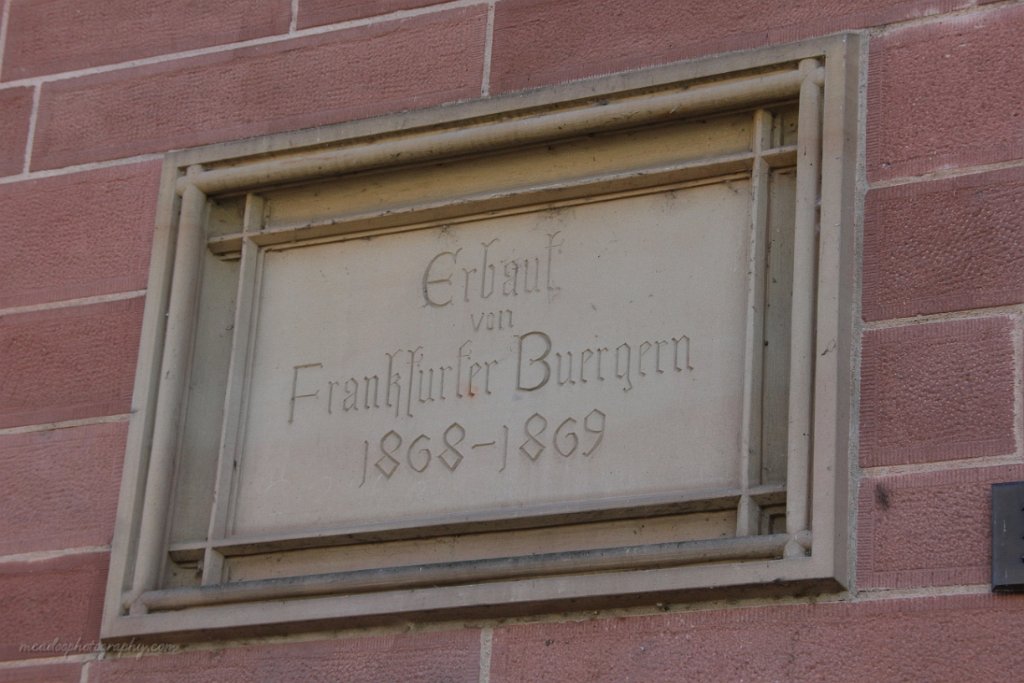 Erbaut
von
Frankfurter Buergern
1868-1869